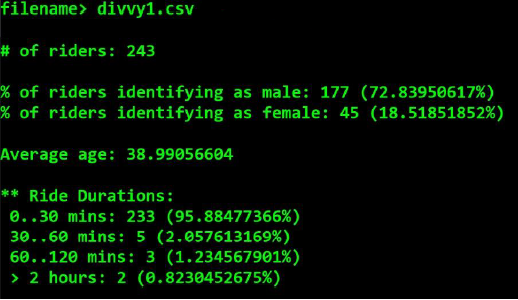 filename> divvy1.csv
# of riders: 243
% of riders identifying as male: 177 (72.83950617%)
% of riders identifying as female: 45 (18.51851852%)
Average age: 38.99056604
** Ride Durations:
0..30 mins: 233 (95.88477366%)
30..60 mins: 5 (2.057613169%)
60..120 mins: 3 (1.234567901%)
> 2 hours: 2 (0.8230452675%)